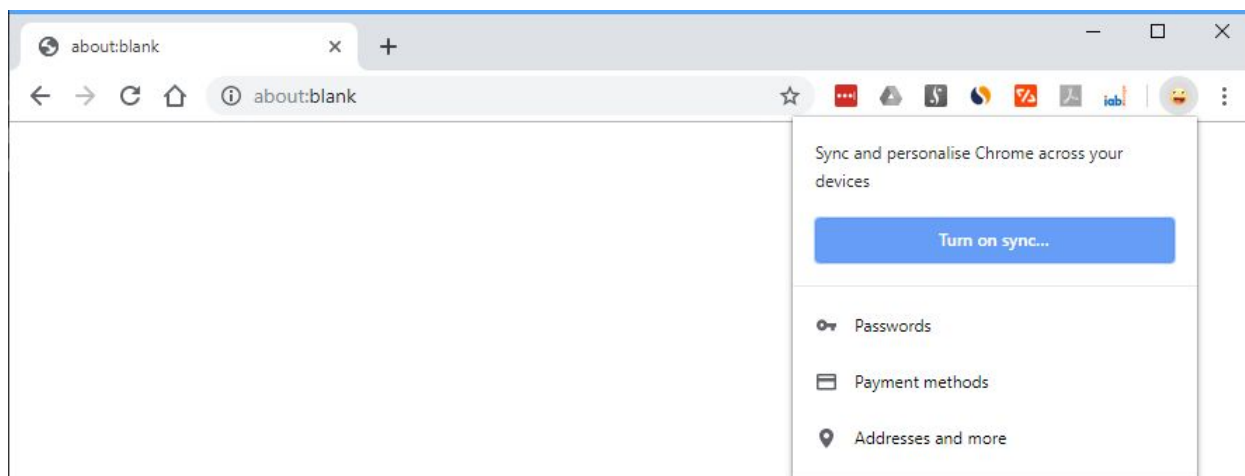 about:blank
about:blank
iab
Sync and personalise Chrome across your
devices
Turn on sync...
Passwords
Payment methods
Addresses and more